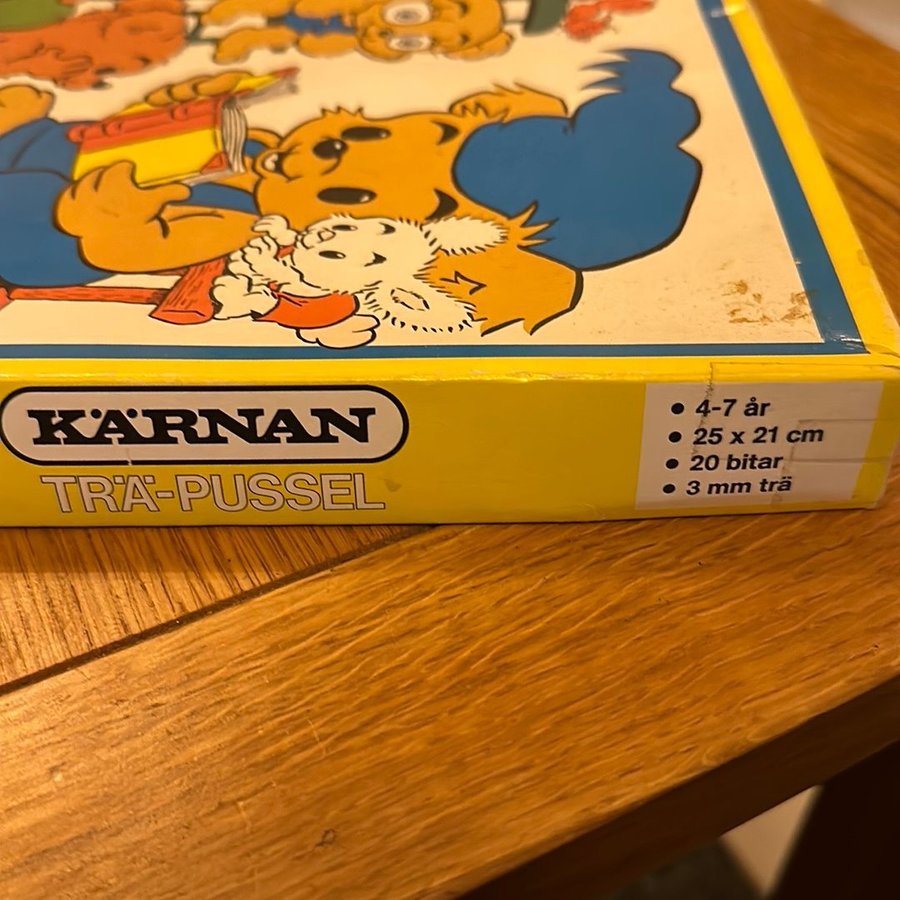 KÄRNAN
TRÄ-PUSSEL
• 4-7 år
• 25 x 21 cm
• 20 bitar
• 3 mm trä